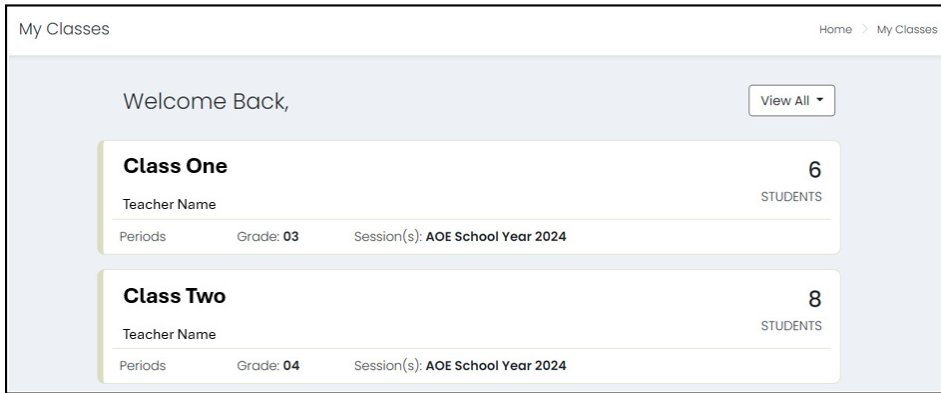 My Classes
Home > My Classes
Welcome Back,
View All
Class One
6
Teacher Name
STUDENTS
Periods Grade: 03 Session(s): AOE School Year 2024
Class Two
8
Teacher Name
STUDENTS
Periods Grade: 04 Session(s): AOE School Year 2024